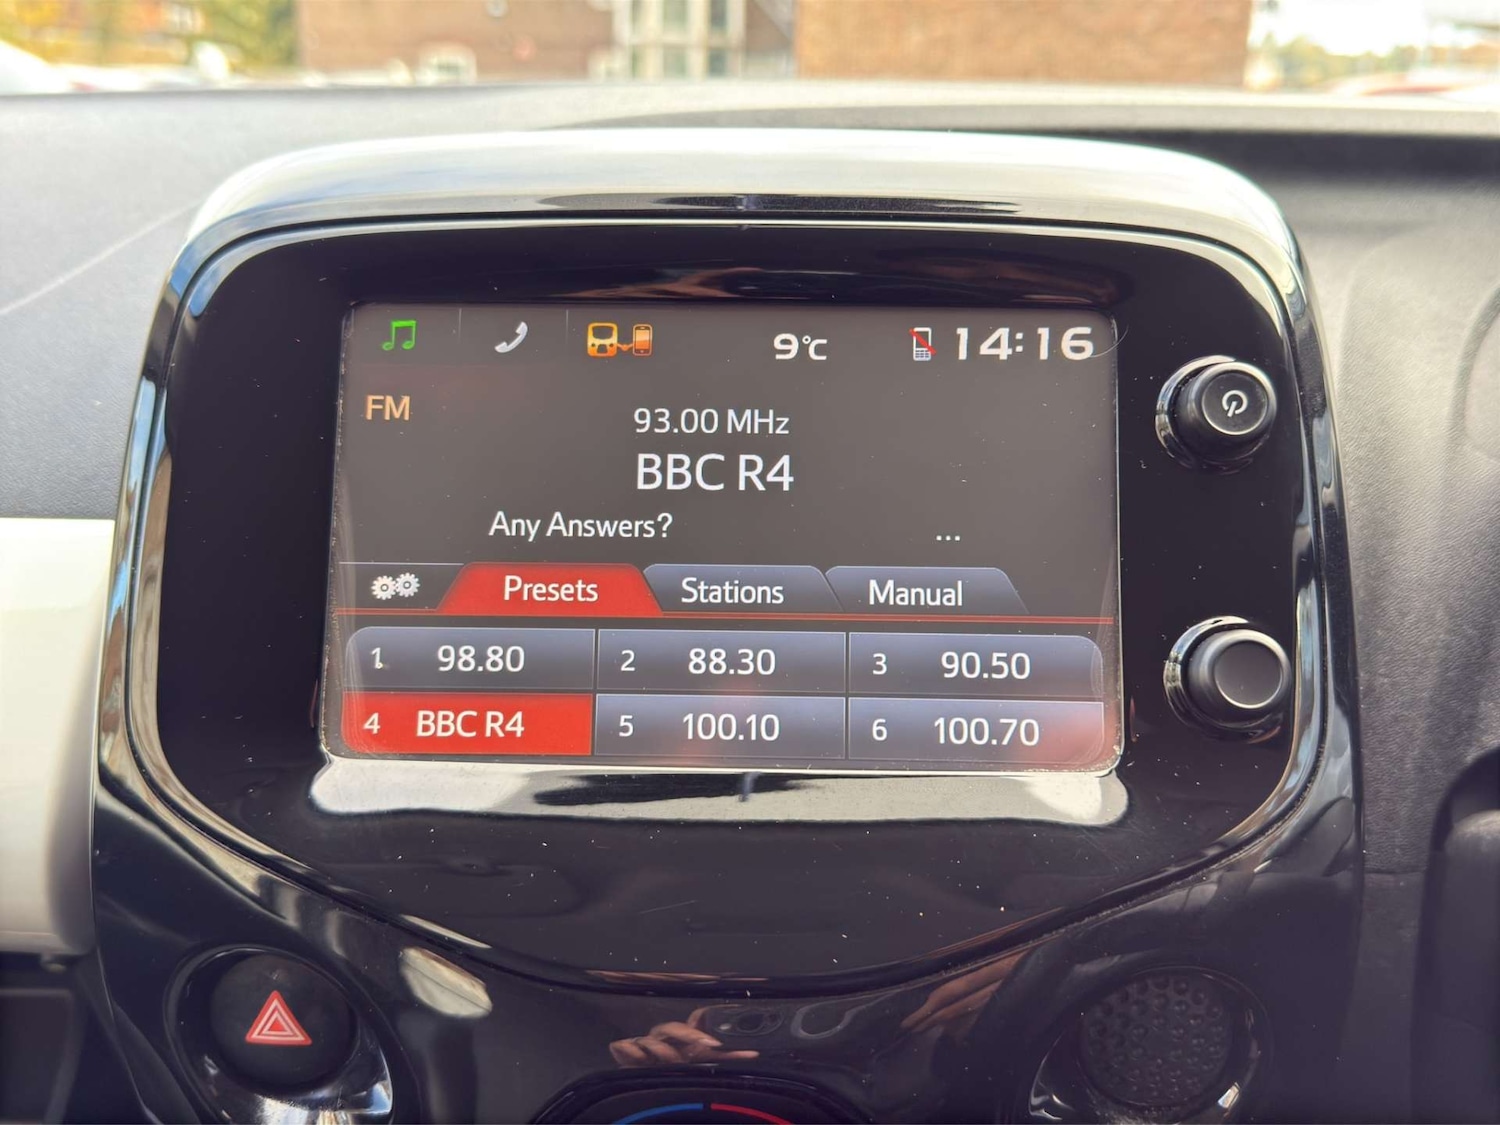 9°C 14:16
FM
93.00 MHz
BBC R4
Any Answers? ...
Presets Stations Manual
1 98.80 2 88.30 3 90.50
4 BBC R4 5 100.10 6 100.70